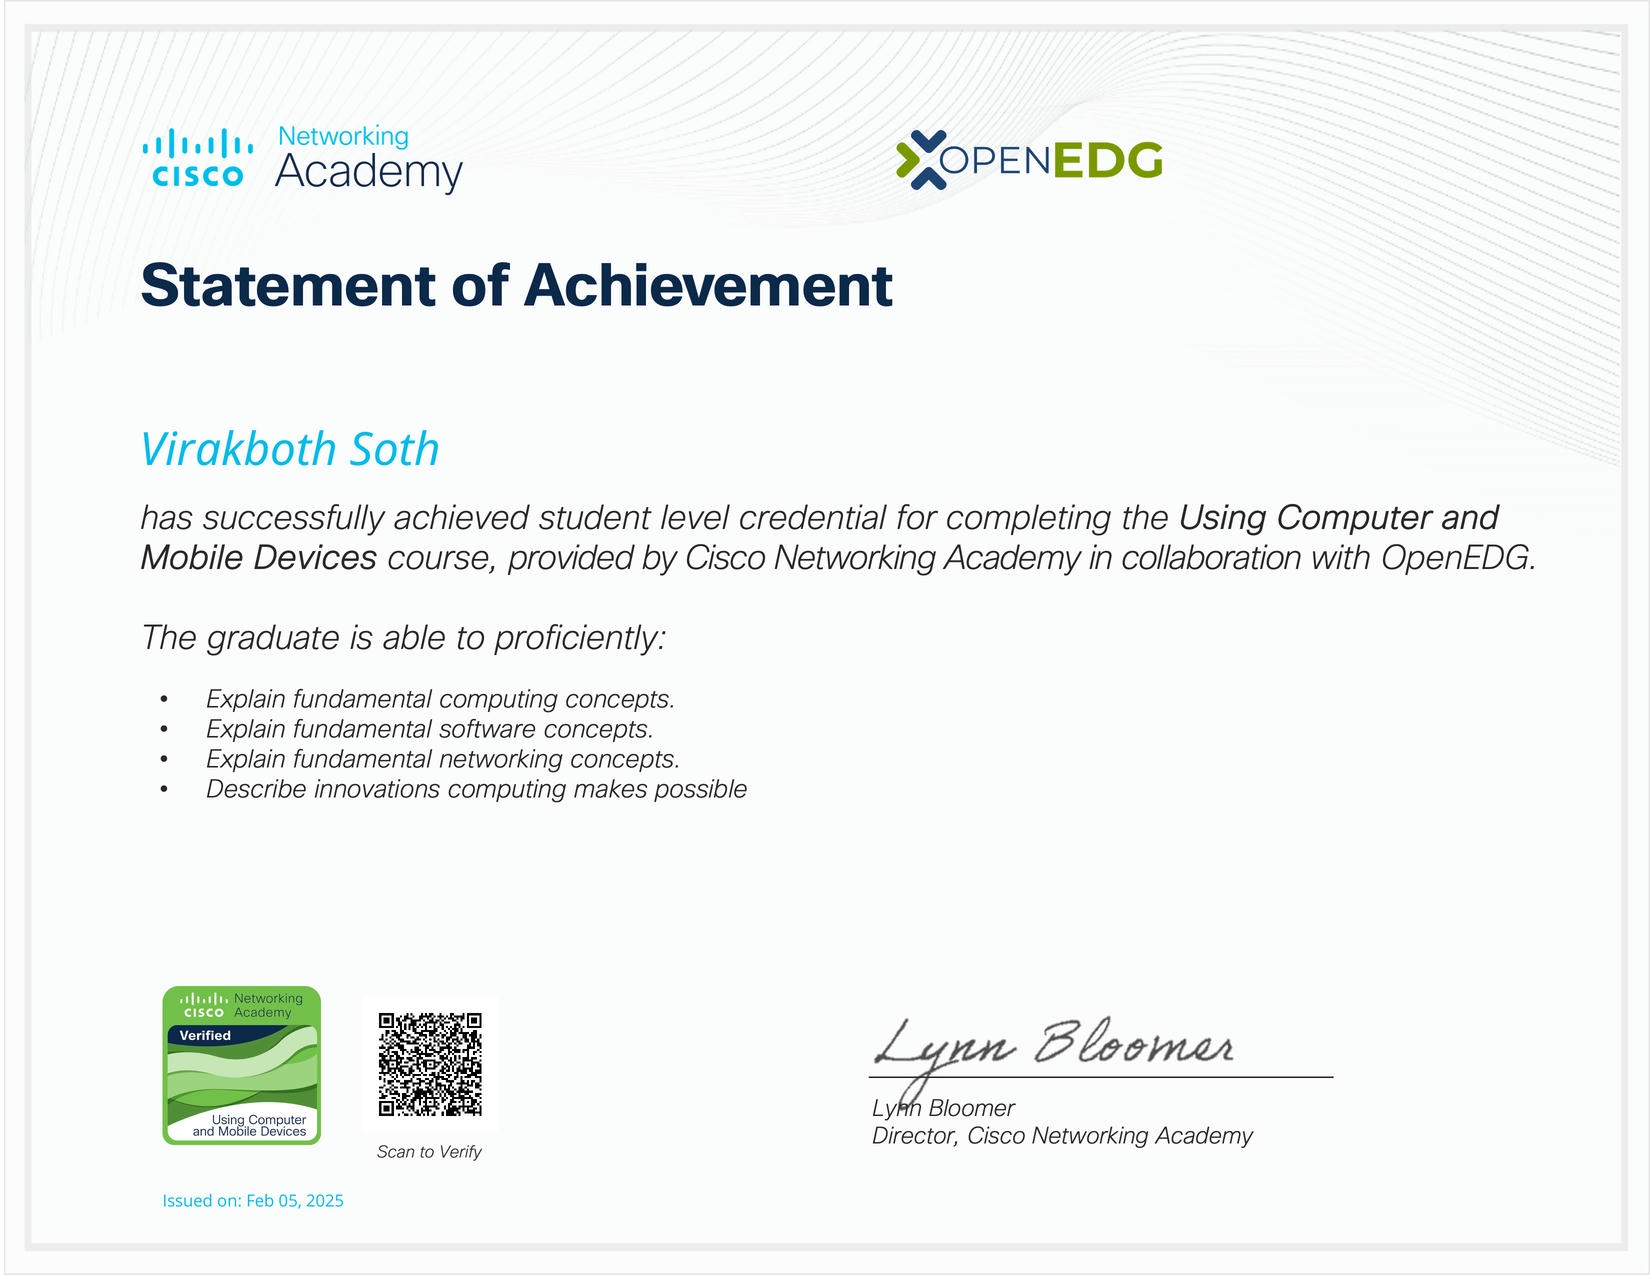 CISCO Networking Academy
OPENEDG
Statement of Achievement
Virakboth Soth
has successfully achieved student level credential for completing the Using Computer and
Mobile Devices course, provided by Cisco Networking Academy in collaboration with OpenEDG.
The graduate is able to proficiently:
• Explain fundamental computing concepts.
• Explain fundamental software concepts.
• Explain fundamental networking concepts.
• Describe innovations computing makes possible
CISCO Networking Academy
Verified
Using Computer
and Mobile Devices
Scan to Verify
Lynn Bloomer
Lynn Bloomer
Director, Cisco Networking Academy
Issued on: Feb 05, 2025